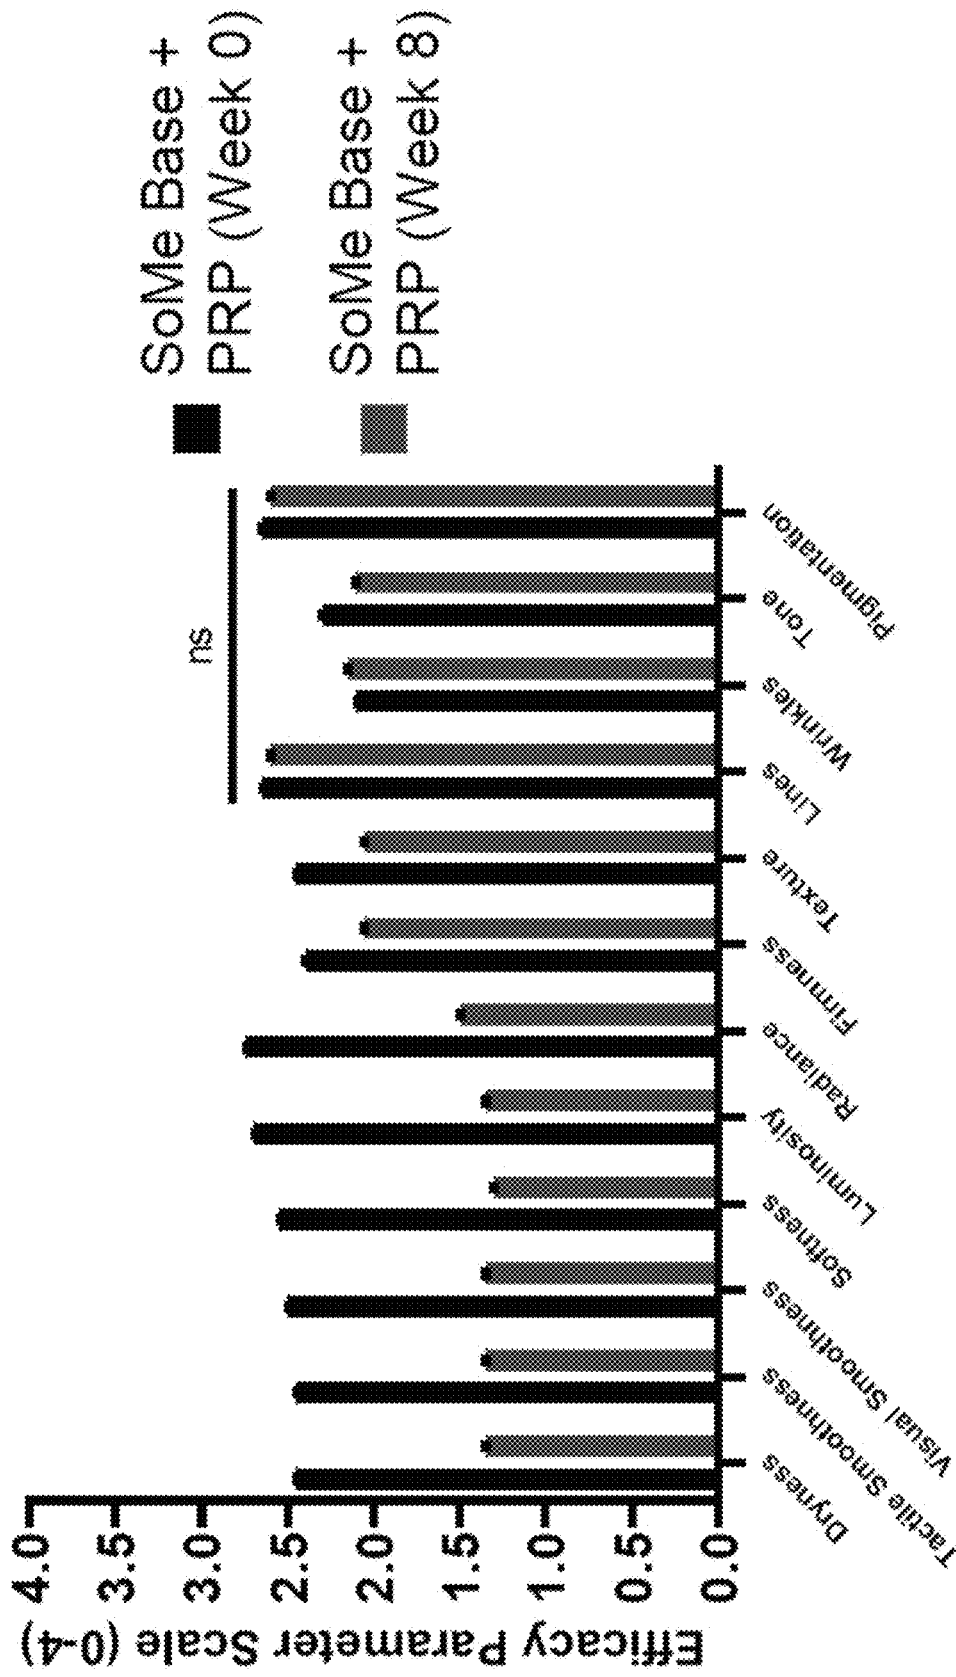 Efficacy Parameter Scale (0-4)
4.0
3.5
3.0
2.5
2.0
1.5
1.0
0.5
0.0
Dryness
Tactile Smoothness
Visual Smoothness
Softness
Luminosity
Radiance
Firmness
Texture
Lines
Wrinkles
Tone
Pigmentation
ns
SoMe Base +
PRP (Week 0)
SoMe Base +
PRP (Week 8)